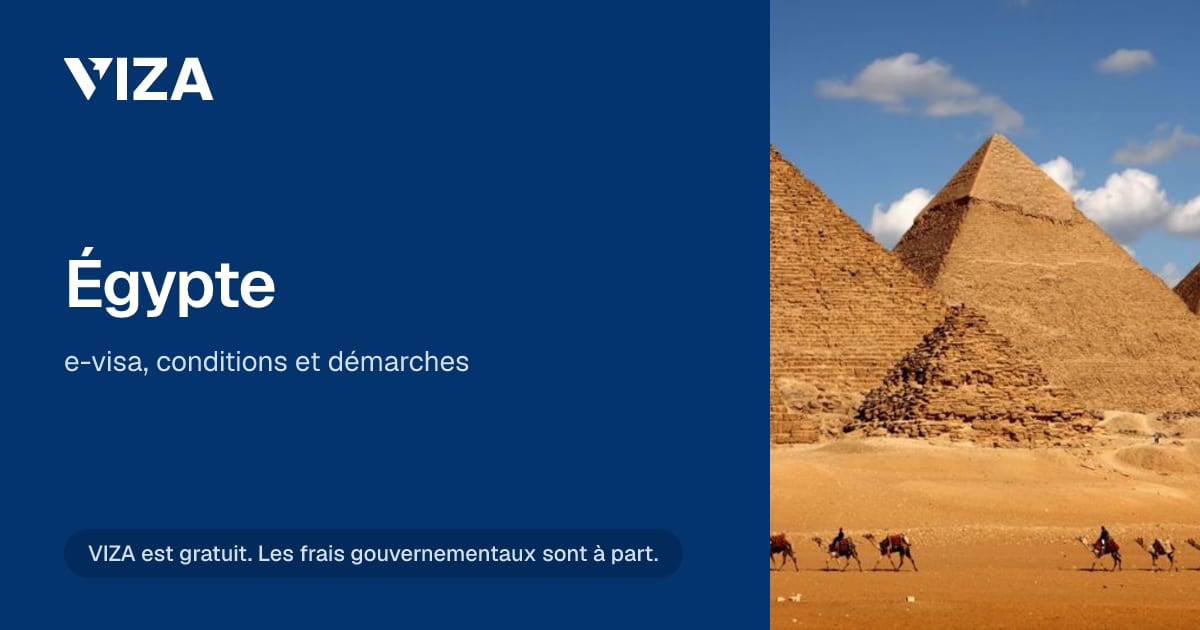 VIZA
Égypte
e-visa, conditions et démarches
VIZA est gratuit. Les frais gouvernementaux sont à part.